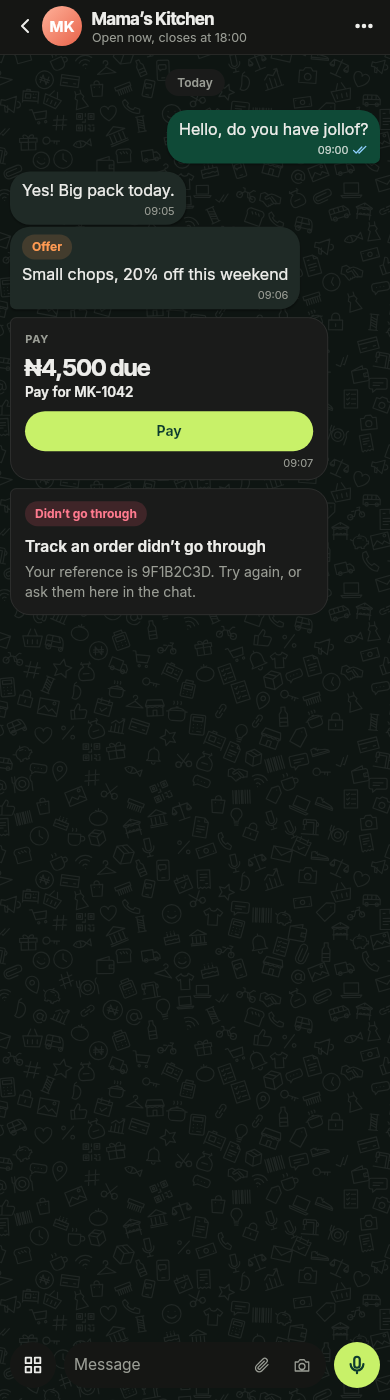 MK
Mama’s Kitchen
Open now, closes at 18:00
Today
Hello, do you have jollof?
09:00
Yes! Big pack today.
09:05
Offer
Small chops, 20% off this weekend
09:06
PAY
₦4,500 due
Pay for MK-1042
Pay
09:07
Didn’t go through
Track an order didn’t go through
Your reference is 9F1B2C3D. Try again, or
ask them here in the chat.
Message